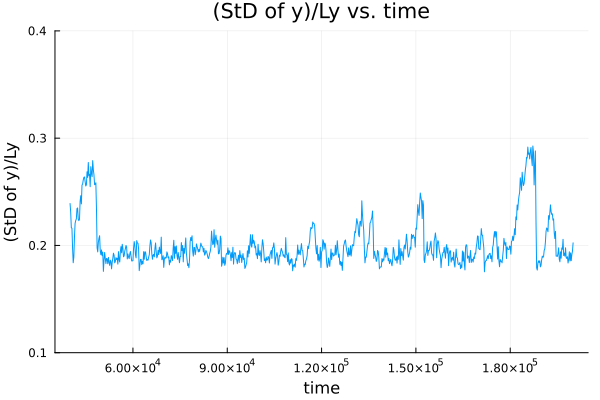 (StD of y)/Ly vs. time
0.4
0.3
(StD of y)/Ly
0.2
0.1
6.00×10⁴ 9.00×10⁴ 1.20×10⁵ 1.50×10⁵ 1.80×10⁵
time